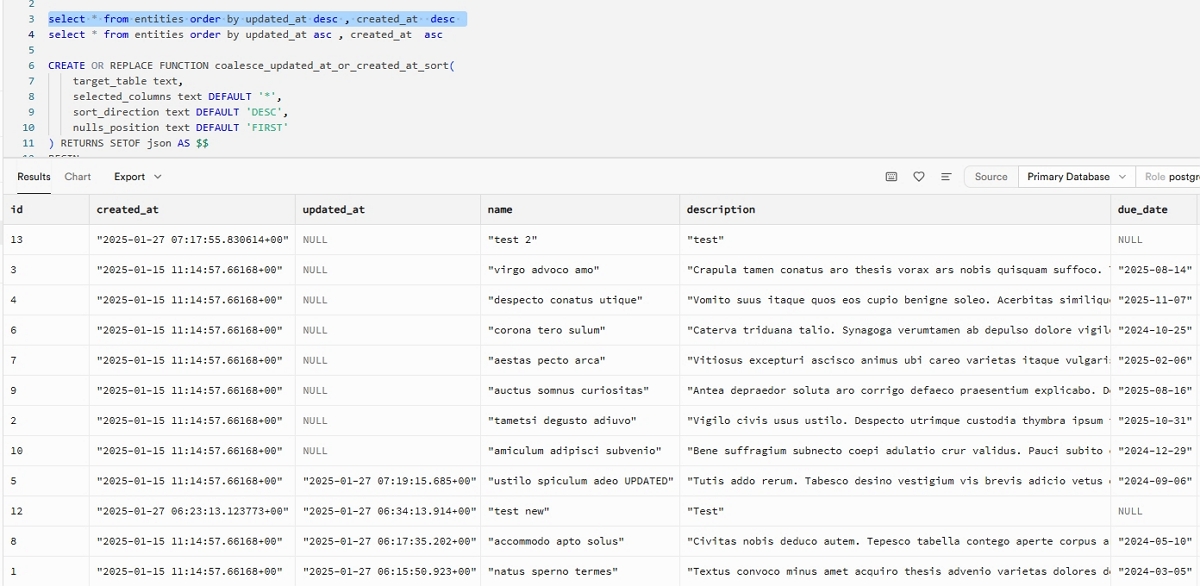 2
3 select * from entities order by updated_at desc , created_at  desc
4 select * from entities order by updated_at asc , created_at  asc
5
6 CREATE OR REPLACE FUNCTION coalesce_updated_at_or_created_at_sort(
7 target_table text,
8 selected_columns text DEFAULT '*',
9 sort_direction text DEFAULT 'DESC',
10 nulls_position text DEFAULT 'FIRST'
11 ) RETURNS SETOF json AS $$
Results Chart Export Source Primary Database Role postgr
id created_at updated_at name description due_date
13 "2025-01-27 07:17:55.830614+00" NULL "test 2" "test" NULL
3 "2025-01-15 11:14:57.66168+00" NULL "virgo advoco amo" "Crapula tamen conatus aro thesis vorax ars nobis quisquam suffoco. "2025-08-14"
4 "2025-01-15 11:14:57.66168+00" NULL "despecto conatus utique" "Vomito suus itaque quos eos cupio benigne soleo. Acerbitas similiqu "2025-11-07"
6 "2025-01-15 11:14:57.66168+00" NULL "corona tero sulum" "Caterva triduana talio. Synagoga verumtamen ab depulso dolore vigil "2024-10-25"
7 "2025-01-15 11:14:57.66168+00" NULL "aestas pecto arca" "Vitiosus excepturi ascisco animus ubi careo varietas itaque vulgari "2025-02-06"
9 "2025-01-15 11:14:57.66168+00" NULL "auctus somnus curiositas" "Antea depraedor soluta aro corrigo defaeco praesentium explicabo. D "2025-08-16"
2 "2025-01-15 11:14:57.66168+00" NULL "tametsi degusto adiuvo" "Vigilo civis usus ustilo. Despecto utrimque custodia thymbra ipsum "2025-10-31"
10 "2025-01-15 11:14:57.66168+00" NULL "amiculum adipisci subvenio" "Bene suffragium subnecto coepi adulatio crur validus. Pauci subito "2024-12-29"
5 "2025-01-15 11:14:57.66168+00" "2025-01-27 07:19:15.685+00" "ustilo spiculum adeo UPDATED" "Tutis addo rerum. Tabesco desino vestigium vis brevis adicio vetus "2024-09-06"
12 "2025-01-27 06:23:13.123773+00" "2025-01-27 06:34:13.914+00" "test new" "Test" NULL
8 "2025-01-15 11:14:57.66168+00" "2025-01-27 06:17:35.202+00" "accommodo apto solus" "Civitas nobis deduco autem. Tepesco tabella contego aperte corpus a "2024-05-10"
1 "2025-01-15 11:14:57.66168+00" "2025-01-27 06:15:50.923+00" "natus sperno termes" "Textus convoco minus amet acquiro thesis advenio varietas dolores d "2024-03-05"